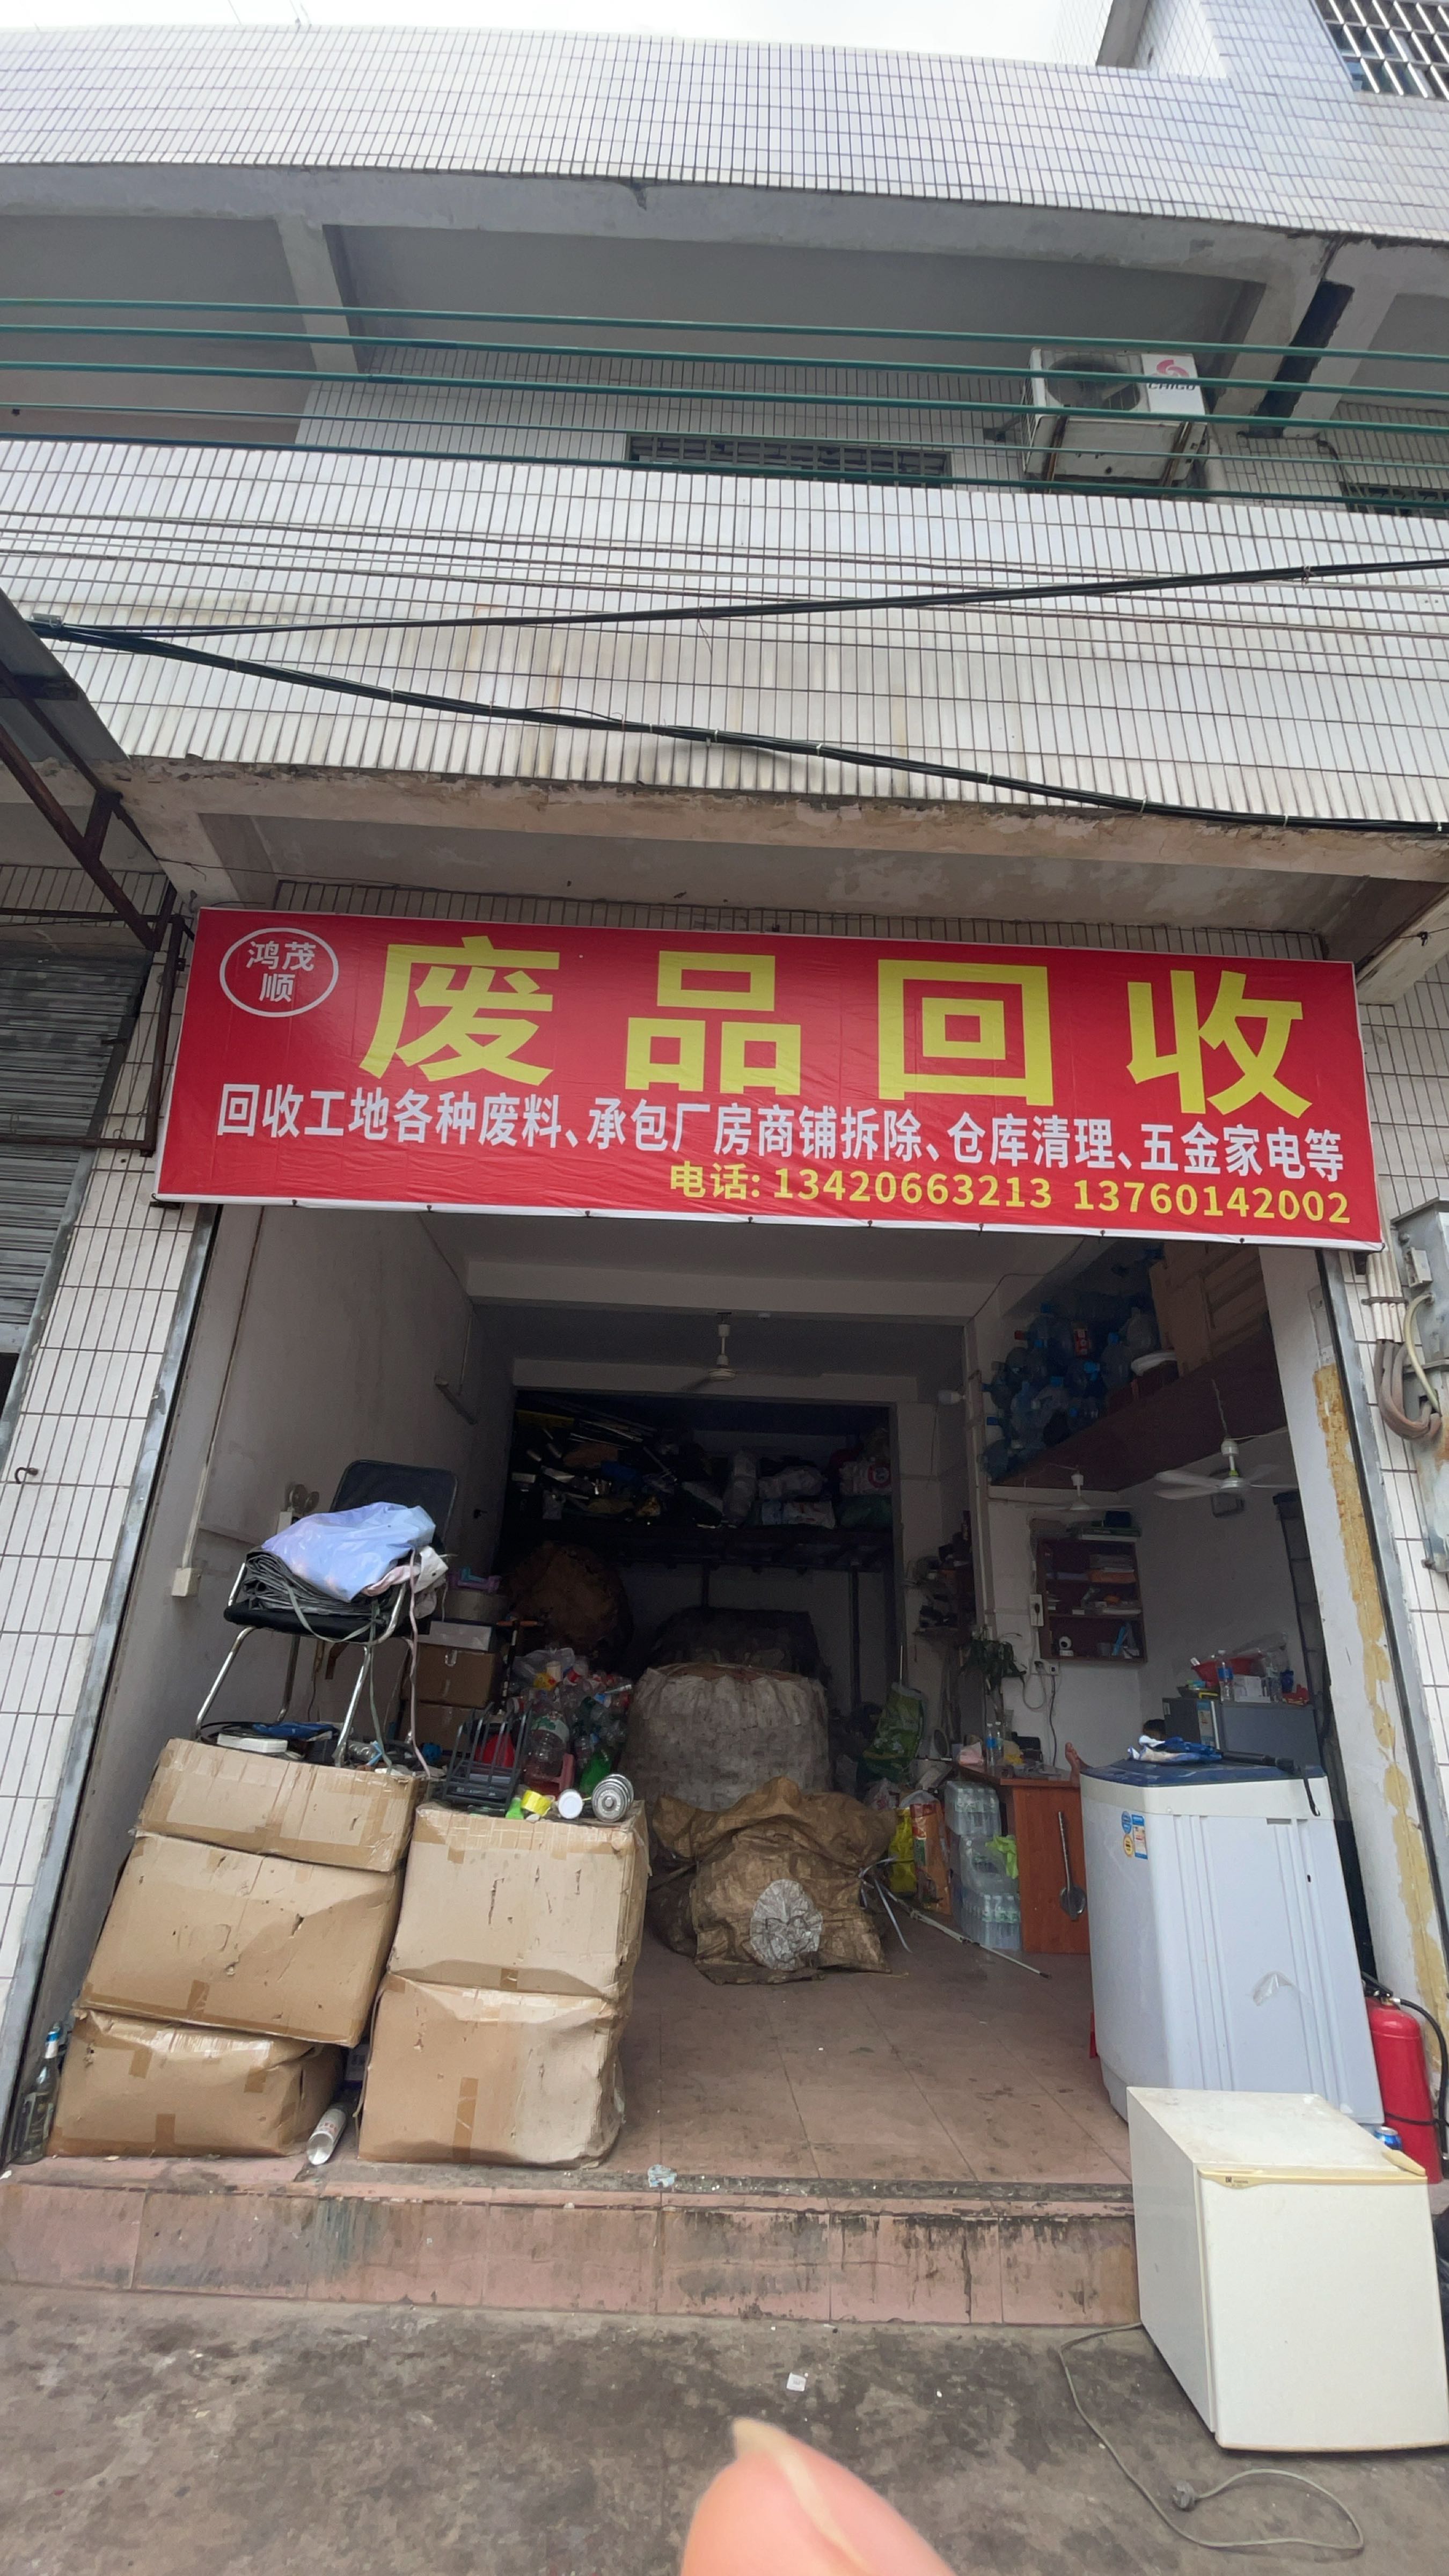 CHIGO
鸿茂
顺
废品回收
回收工地各种废料、承包厂房商铺拆除、仓库清理、五金家电等
电话: 13420663213 13760142002